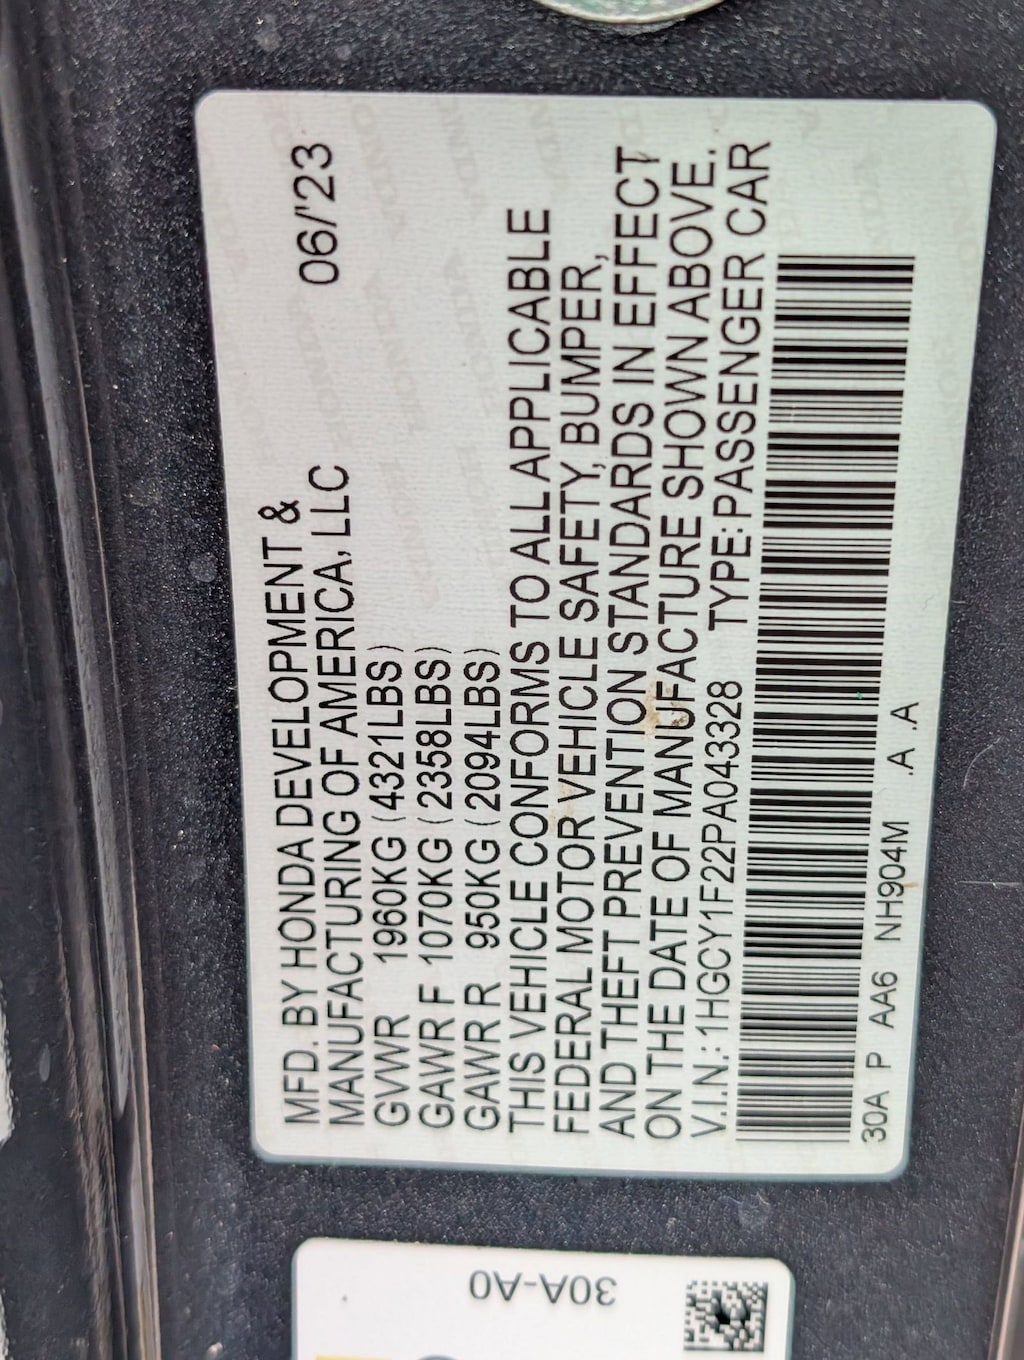 MFD. BY HONDA DEVELOPMENT &
MANUFACTURING OF AMERICA, LLC 06/'23
GVWR 1960KG (4321LBS)
GAWR F 1070KG (2358LBS)
GAWR R 950KG (2094LBS)
THIS VEHICLE CONFORMS TO ALL APPLICABLE
FEDERAL MOTOR VEHICLE SAFETY, BUMPER,
AND THEFT PREVENTION STANDARDS IN EFFECT
ON THE DATE OF MANUFACTURE SHOWN ABOVE.
V.I.N.: 1HGCY1F22PA043328 TYPE: PASSENGER CAR
30A P AA6 NH904M .A .A
30A-A0